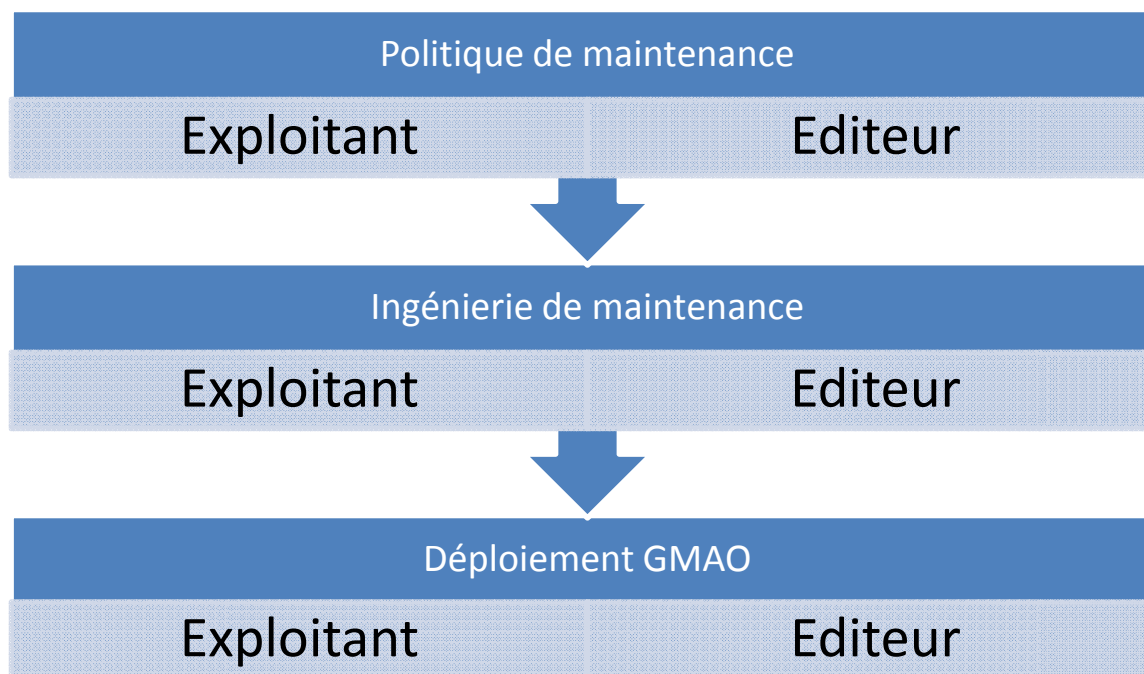 Politique de maintenance
Exploitant Editeur
Ingénierie de maintenance
Exploitant Editeur
Déploiement GMAO
Exploitant Editeur